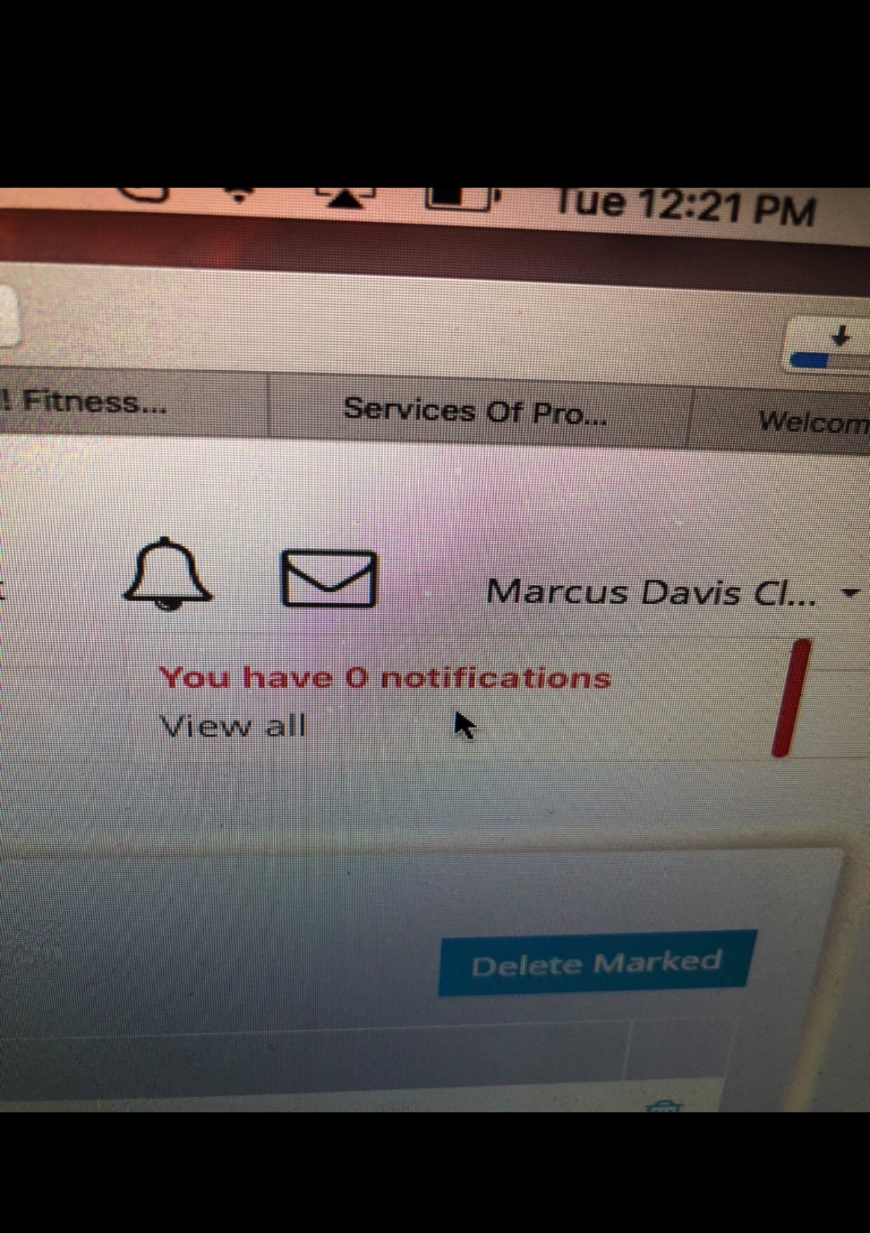 Tue 12:21 PM
! Fitness...
Services Of Pro...
Welcom
Marcus Davis Cl...
You have 0 notifications
View all
Delete Marked